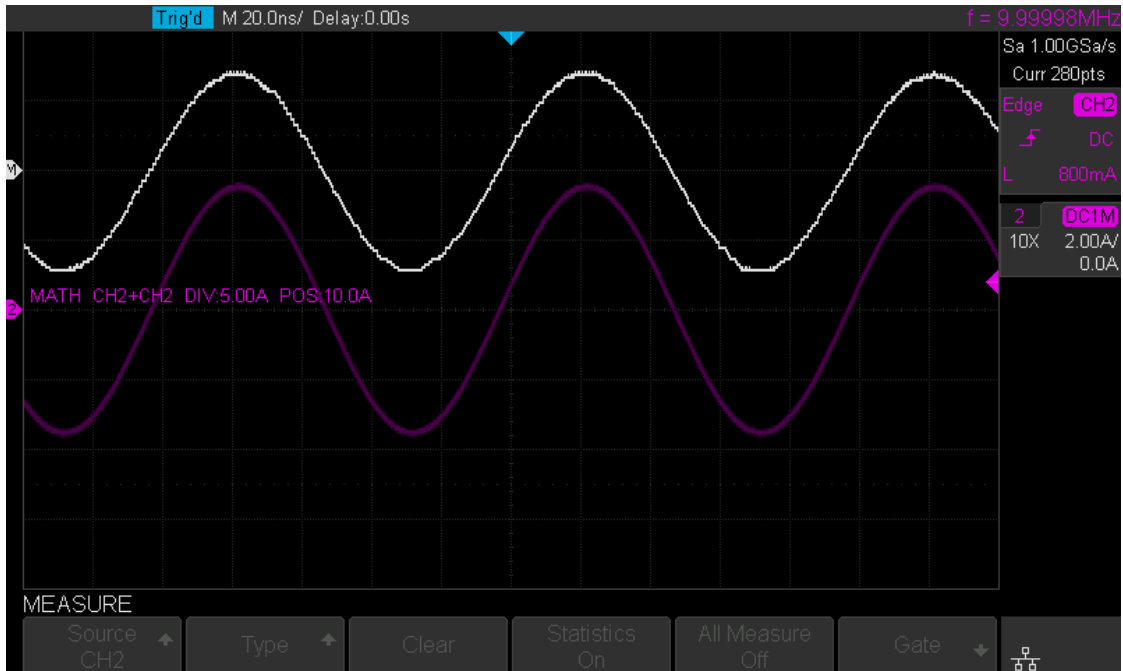 Trig'd M 20.0ns/ Delay:0.00s f = 9.99998MHz
Sa 1.00GSa/s
Curr 280pts
Edge CH2
DC
L 800mA
2 DC1M
10X 2.00A/
0.0A
M
MATH CH2+CH2 DIV:5.00A POS:10.0A
2
MEASURE
Source
CH2
Type
Clear
Statistics
On
All Measure
Off
Gate